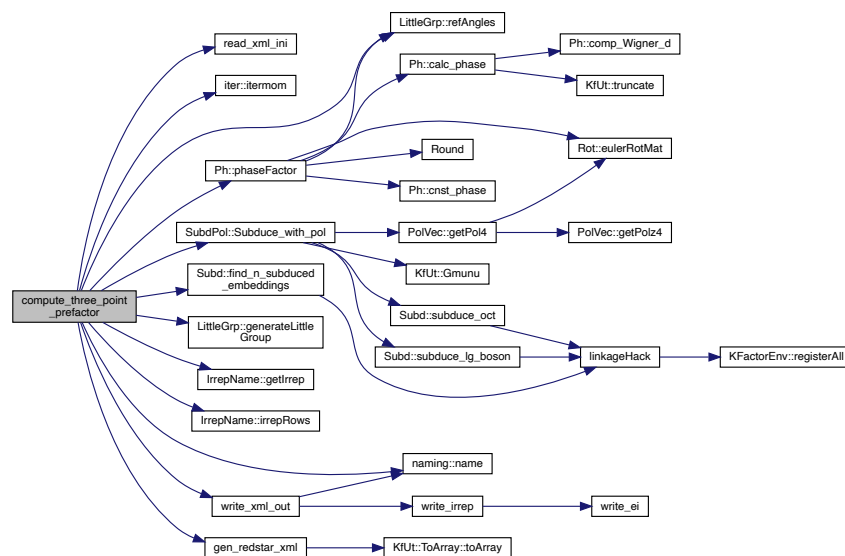 LittleGrp::refAngles
read_xml_ini
Ph::comp_Wigner_d
Ph::calc_phase
iter::itermom
KfUt::truncate
Round
Rot::eulerRotMat
Ph::phaseFactor
Ph::cnst_phase
SubdPol::Subduce_with_pol
PolVec::getPol4
PolVec::getPolz4
Subd::find_n_subduced
_embeddings
KfUt::Gmunu
compute_three_point
_prefactor
LittleGrp::generateLittle
Group
Subd::subduce_oct
Subd::subduce_lg_boson
linkageHack
KFactorEnv::registerAll
IrrepName::getIrrep
IrrepName::irrepRows
naming::name
write_xml_out
write_irrep
write_ei
gen_redstar_xml
KfUt::ToArray::toArray